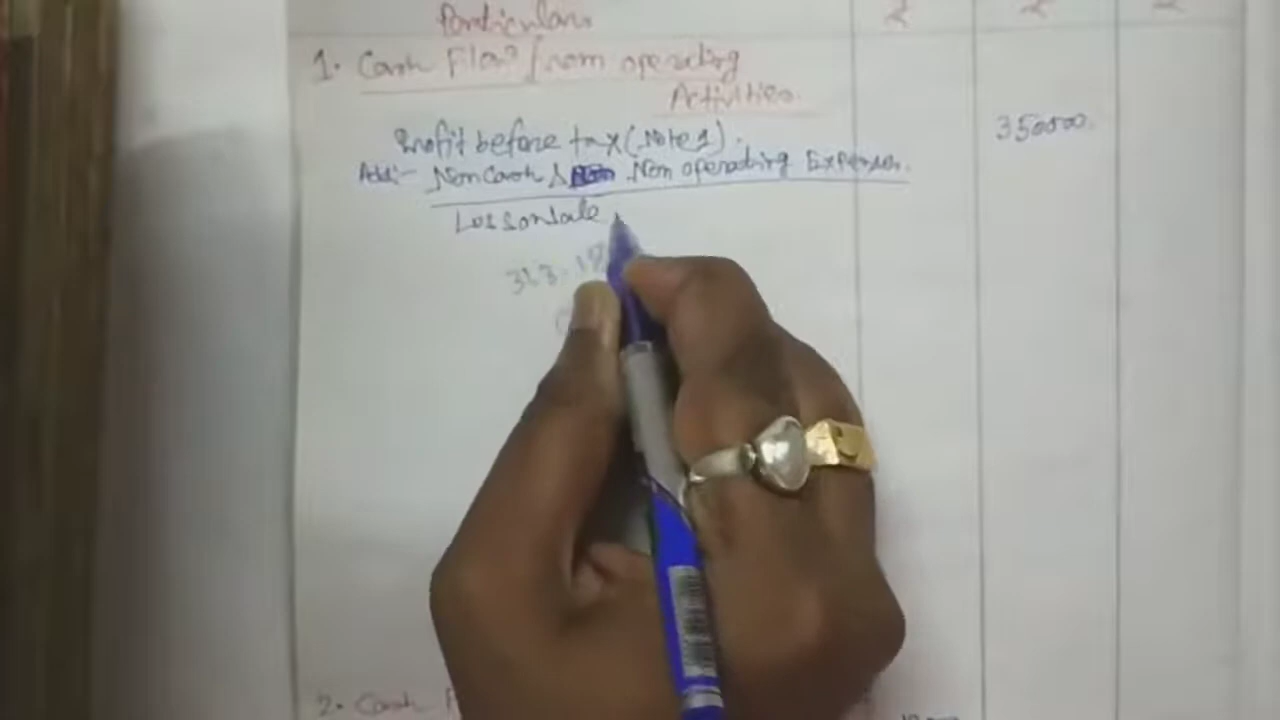 Particulars ₹ ₹ ₹
1. Cash Flow from operating
Activities.
Profit before tax (Note 1). 350000.
Add:- Non Cash & Non operating Expenses.
Loss on sale
2. Cash F